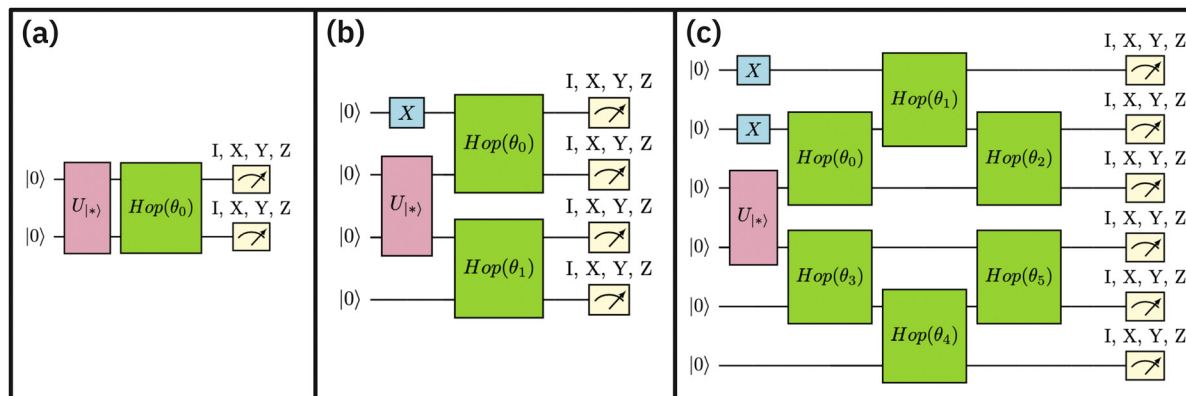 (a)
I, X, Y, Z
|0⟩
U|*⟩
Hop(θ0)
I, X, Y, Z
|0⟩
(b)
I, X, Y, Z
|0⟩
X
Hop(θ0)
I, X, Y, Z
|0⟩
U|*⟩
I, X, Y, Z
|0⟩
Hop(θ1)
I, X, Y, Z
|0⟩
(c)
I, X, Y, Z
|0⟩
X
Hop(θ1)
I, X, Y, Z
|0⟩
X
Hop(θ0)
Hop(θ2)
I, X, Y, Z
|0⟩
U|*⟩
I, X, Y, Z
|0⟩
Hop(θ3)
Hop(θ5)
I, X, Y, Z
|0⟩
Hop(θ4)
I, X, Y, Z
|0⟩